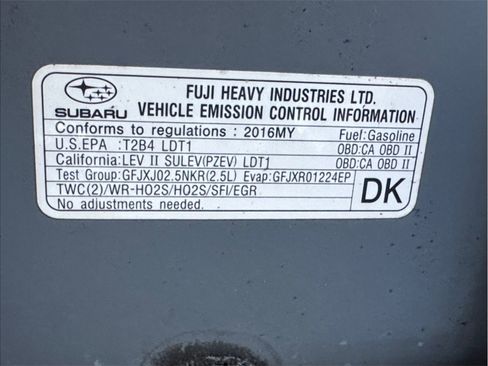 FUJI HEAVY INDUSTRIES LTD.
SUBARU VEHICLE EMISSION CONTROL INFORMATION
Conforms to regulations : 2016MY Fuel:Gasoline
U.S.EPA :T2B4 LDT1 OBD:CA OBD II
California:LEV II SULEV(PZEV) LDT1 OBD:CA OBD II
Test Group:GFJXJ02.5NKR(2.5L) Evap:GFJXR01224EP
TWC(2)/WR-HO2S/HO2S/SFI/EGR
No adjustments needed.
DK